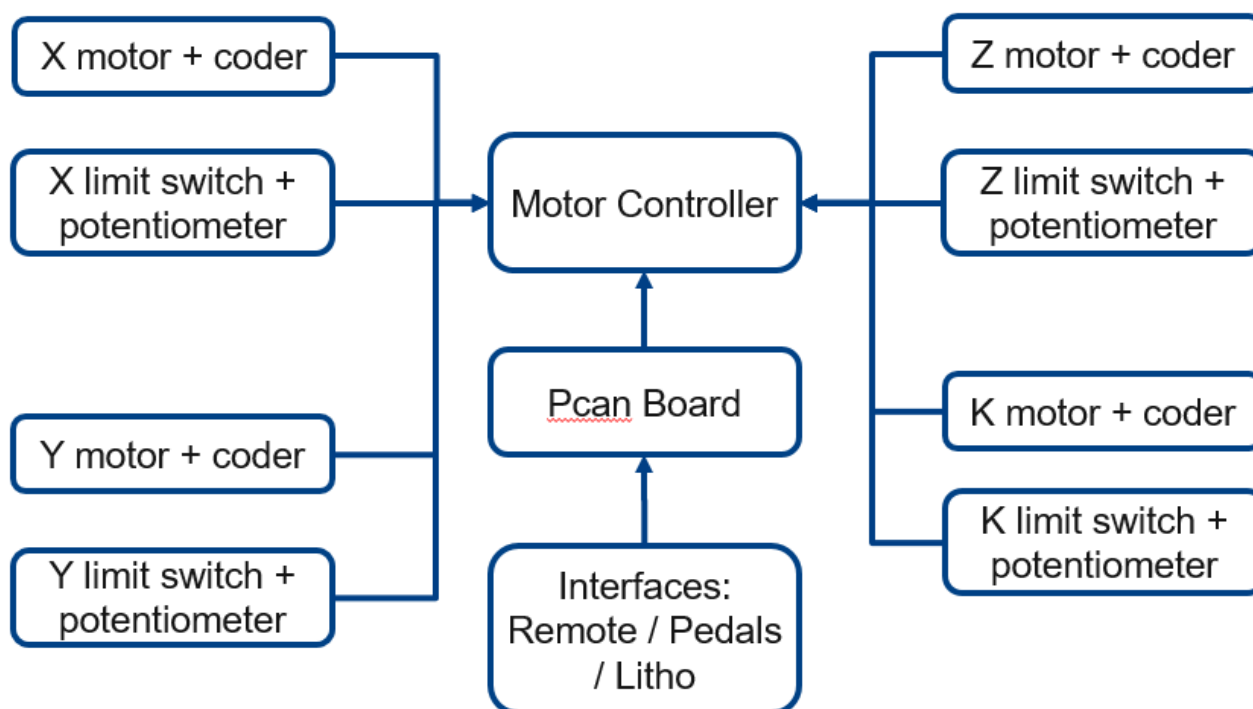 X motor + coder
X limit switch +
potentiometer
Y motor + coder
Y limit switch +
potentiometer
Motor Controller
Pcan Board
Interfaces:
Remote / Pedals
/ Litho
Z motor + coder
Z limit switch +
potentiometer
K motor + coder
K limit switch +
potentiometer